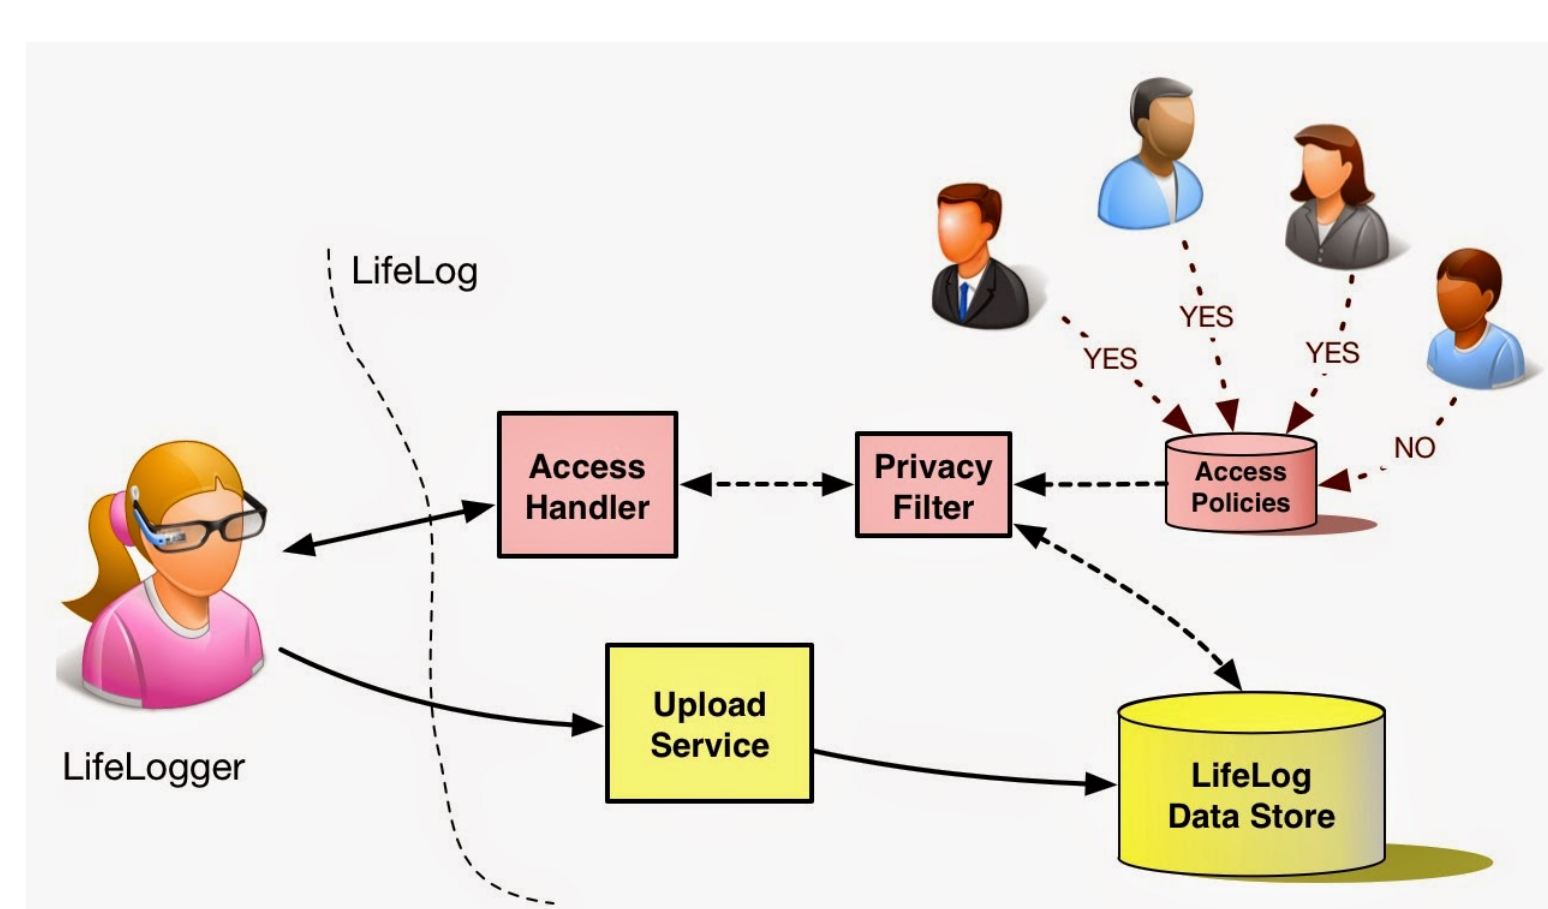 LifeLog
YES
YES
YES
NO
Access
Handler
Privacy
Filter
Access
Policies
Upload
Service
LifeLogger
LifeLog
Data Store